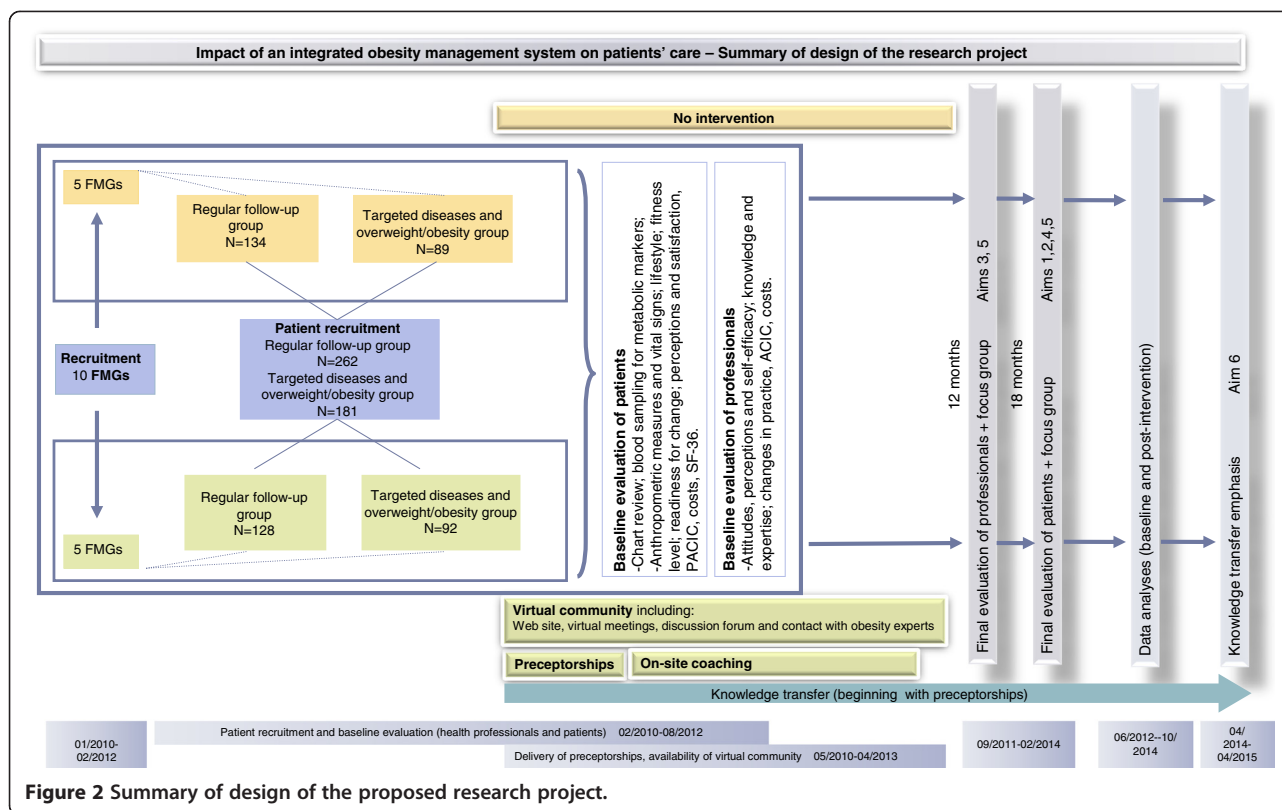 Impact of an integrated obesity management system on patients’ care – Summary of design of the research project
No intervention
5 FMGs
Regular follow-up
group
N=134
Targeted diseases and
overweight/obesity group
N=89
Recruitment
10 FMGs
Patient recruitment
Regular follow-up group
N=262
Targeted diseases and
overweight/obesity group
N=181
5 FMGs
Regular follow-up
group
N=128
Targeted diseases and
overweight/obesity group
N=92
Baseline evaluation of patients
-Chart review; blood sampling for metabolic markers;
-Anthropometric measures and vital signs; lifestyle; fitness
level; readiness for change; perceptions and satisfaction,
PACIC, costs, SF-36.
Baseline evaluation of professionals
-Attitudes, perceptions and self-efficacy; knowledge and
expertise; changes in practice, ACIC, costs.
12 months
Final evaluation of professionals + focus group Aims 3, 5
18 months
Final evaluation of patients + focus group Aims 1,2,4,5
Data analyses (baseline and post-intervention)
Knowledge transfer emphasis Aim 6
Virtual community including:
Web site, virtual meetings, discussion forum and contact with obesity experts
Preceptorships
On-site coaching
Knowledge transfer (beginning with preceptorships)
01/2010-
02/2012
Patient recruitment and baseline evaluation (health professionals and patients) 02/2010-08/2012
Delivery of preceptorships, availability of virtual community 05/2010-04/2013
09/2011-02/2014
06/2012--10/
2014
04/
2014-
04/2015
Figure 2 Summary of design of the proposed research project.